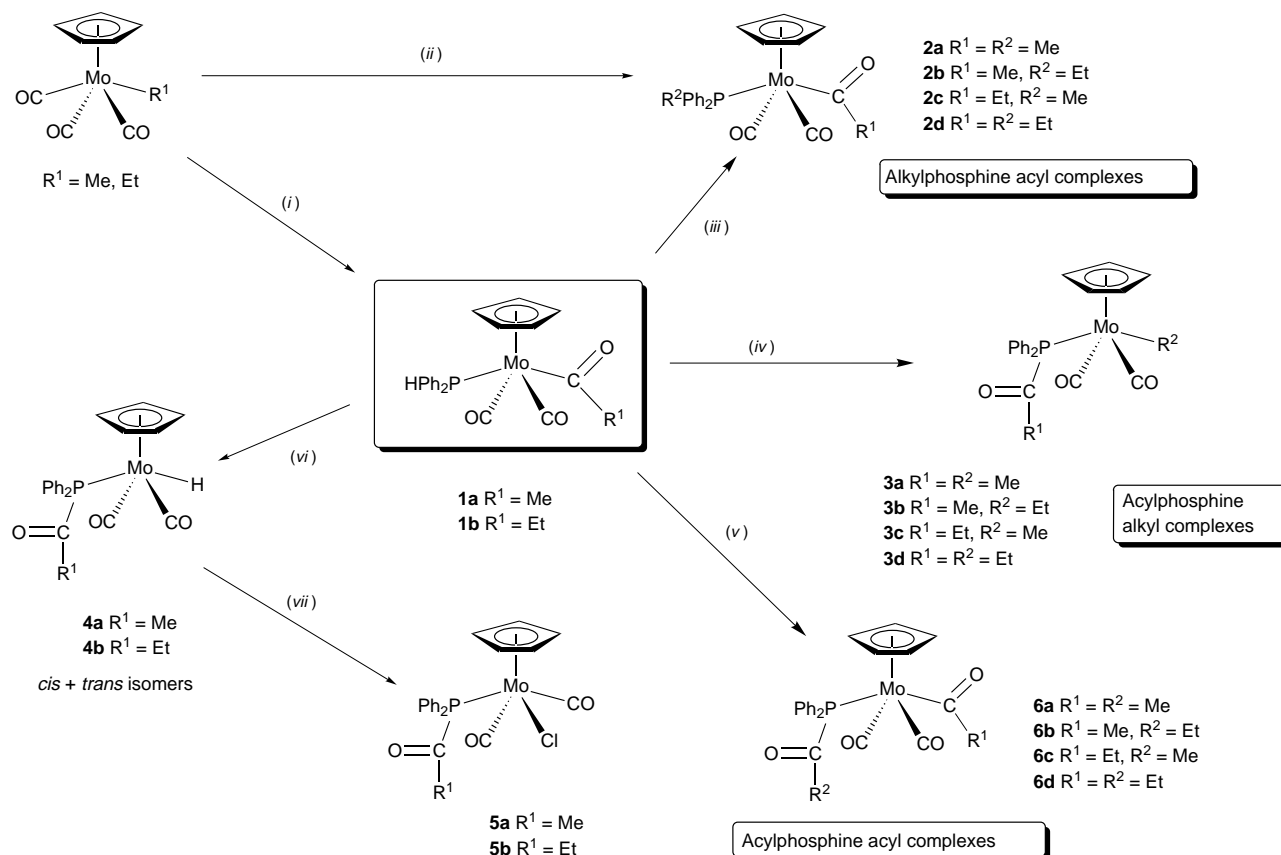 Mo
OC
R1
OC
CO
R1 = Me, Et
(ii)
(i)
O
Mo
C
R2Ph2P
OC
CO
R1
2a R1 = R2 = Me
2b R1 = Me, R2 = Et
2c R1 = Et, R2 = Me
2d R1 = R2 = Et
Alkylphosphine acyl complexes
(iii)
O
Mo
C
HPh2P
OC
CO
R1
1a R1 = Me
1b R1 = Et
(iv)
Mo
R2
Ph2P
O
C
OC
CO
R1
3a R1 = R2 = Me
3b R1 = Me, R2 = Et
3c R1 = Et, R2 = Me
3d R1 = R2 = Et
Acylphosphine
alkyl complexes
(vi)
Mo
H
Ph2P
OC
CO
O
C
R1
4a R1 = Me
4b R1 = Et
cis + trans isomers
(vii)
Mo
Ph2P
CO
OC
Cl
O
C
R1
5a R1 = Me
5b R1 = Et
(v)
O
Mo
C
Ph2P
R1
OC
CO
O
C
R2
6a R1 = R2 = Me
6b R1 = Me, R2 = Et
6c R1 = Et, R2 = Me
6d R1 = R2 = Et
Acylphosphine acyl complexes